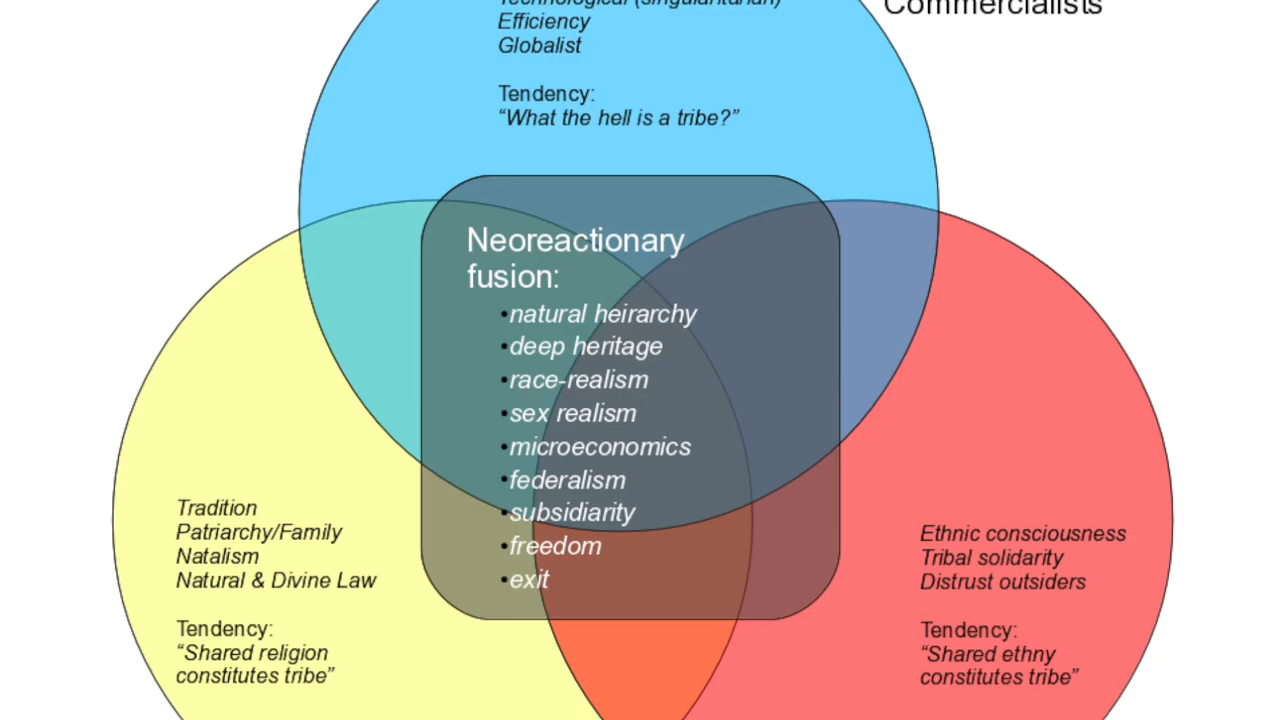 Technological (singularitarian)
Commercialists
Efficiency
Globalist
Tendency:
“What the hell is a tribe?”
Neoreactionary
fusion:
•natural heirarchy
•deep heritage
•race-realism
•sex realism
•microeconomics
•federalism
•subsidiarity
•freedom
•exit
Tradition
Patriarchy/Family
Natalism
Natural & Divine Law
Tendency:
“Shared religion
constitutes tribe”
Ethnic consciousness
Tribal solidarity
Distrust outsiders
Tendency:
“Shared ethny
constitutes tribe”